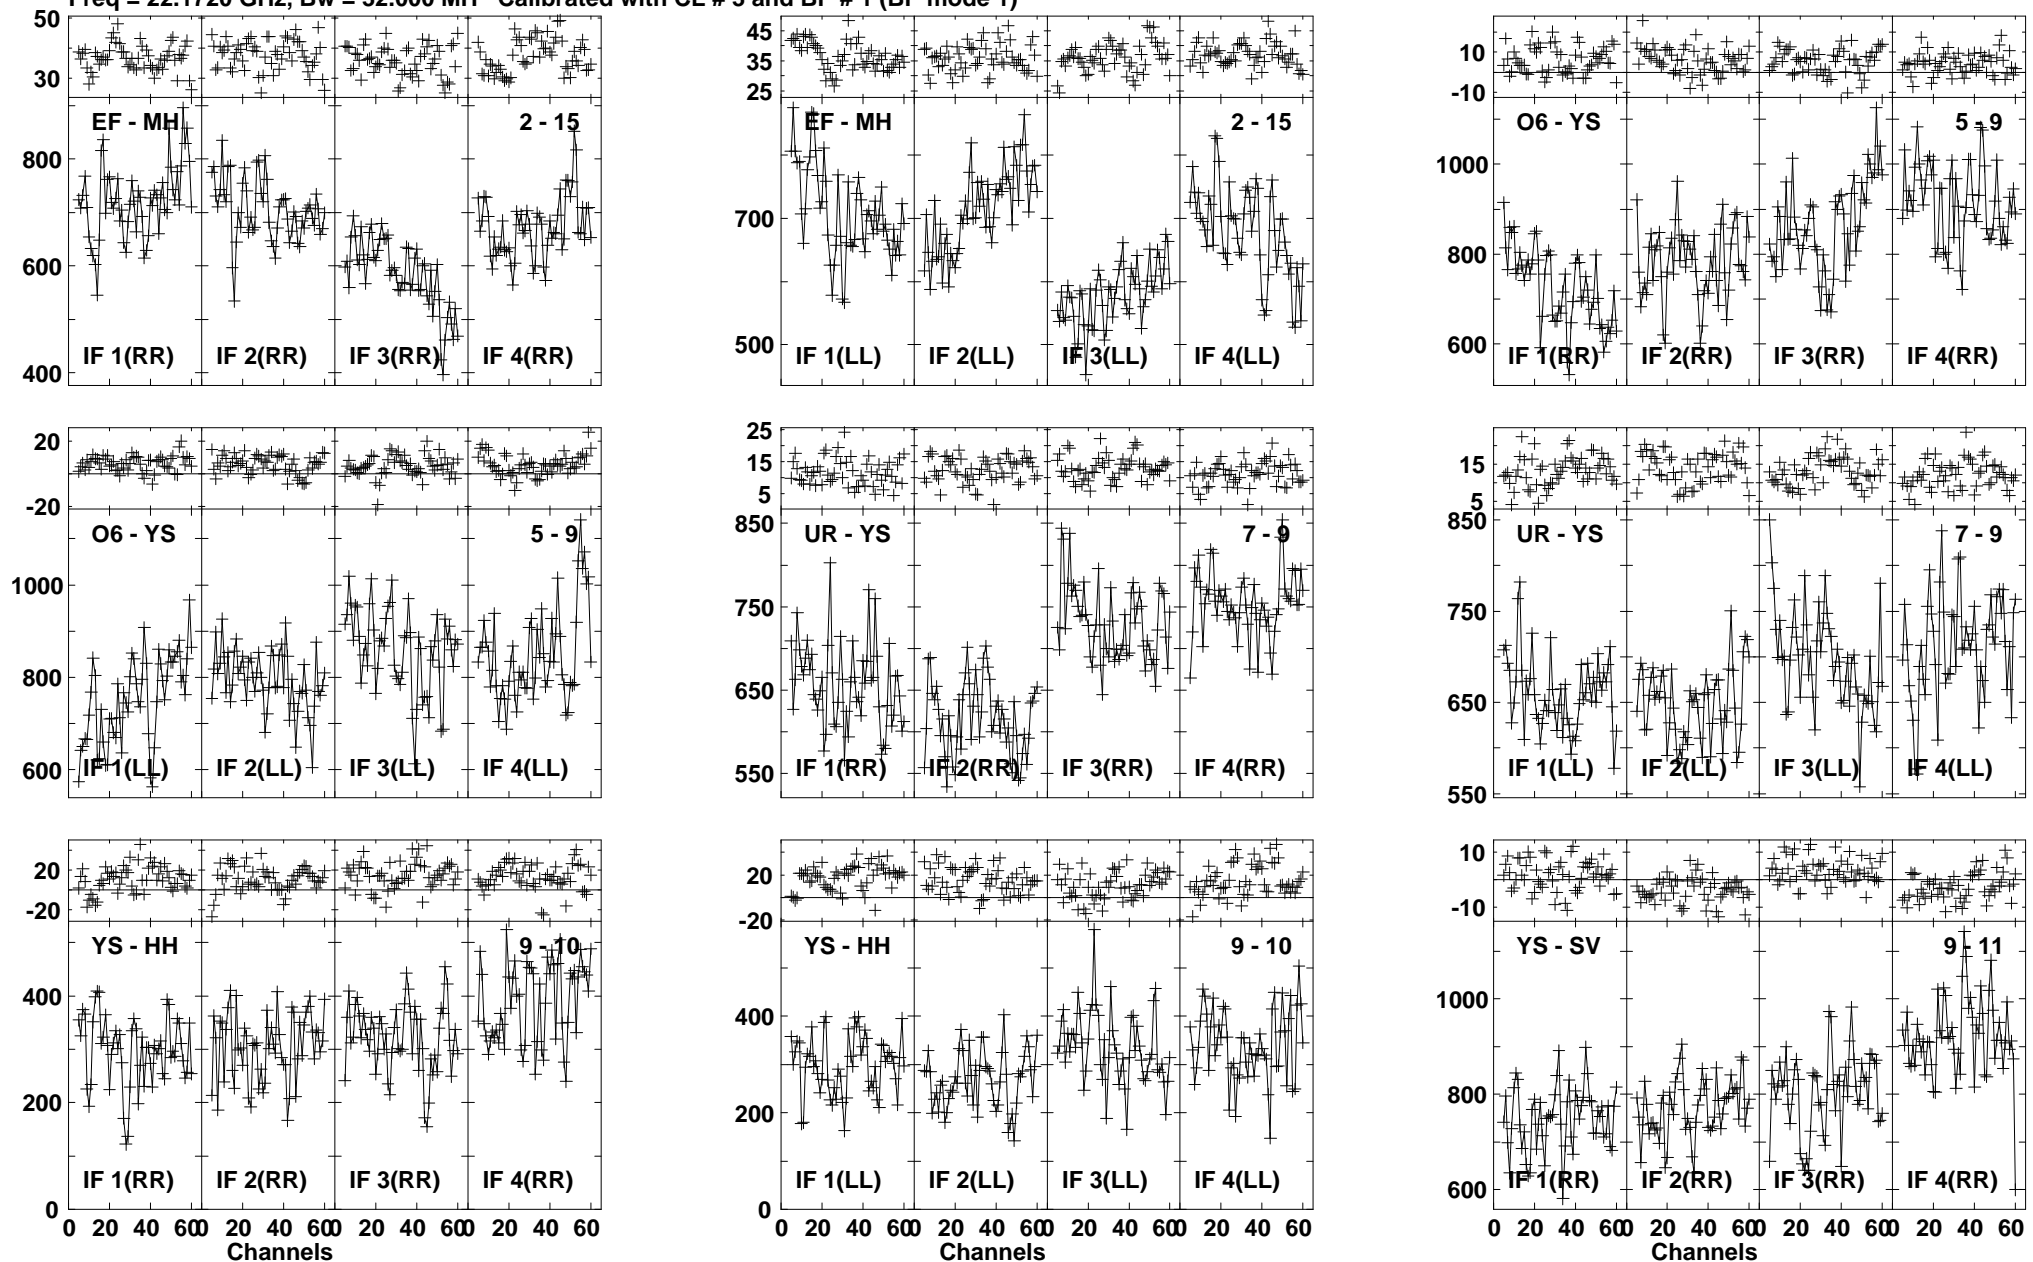 Freq = 22.1720 GHz, Bw = 32.000 MH Calibrated with CL # 3 and BP # 1 (BP mode 1)
50
30
EF - MH 2 - 15
800
600
400
IF 1(RR) IF 2(RR) IF 3(RR) IF 4(RR)
45
35
25
EF - MH 2 - 15
700
500
IF 1(LL) IF 2(LL) IF 3(LL) IF 4(LL)
10
-10
O6 - YS 5 - 9
1000
800
600
IF 1(RR) IF 2(RR) IF 3(RR) IF 4(RR)
20
-20
O6 - YS 5 - 9
1000
800
600
IF 1(LL) IF 2(LL) IF 3(LL) IF 4(LL)
25
15
5
850
UR - YS 7 - 9
750
650
550
IF 1(RR) IF 2(RR) IF 3(RR) IF 4(RR)
15
5
850
UR - YS 7 - 9
750
650
550
IF 1(LL) IF 2(LL) IF 3(LL) IF 4(LL)
20
-20
YS - HH 9 - 10
400
200
0
IF 1(RR) IF 2(RR) IF 3(RR) IF 4(RR)
0 20 40 60 0 20 40 60 0 20 40 60 0 20 40 60
Channels
20
-20
YS - HH 9 - 10
400
200
0
IF 1(LL) IF 2(LL) IF 3(LL) IF 4(LL)
0 20 40 60 0 20 40 60 0 20 40 60 0 20 40 60
Channels
10
-10
YS - SV 9 - 11
1000
800
600
IF 1(RR) IF 2(RR) IF 3(RR) IF 4(RR)
0 20 40 60 0 20 40 60 0 20 40 60 0 20 40 60
Channels